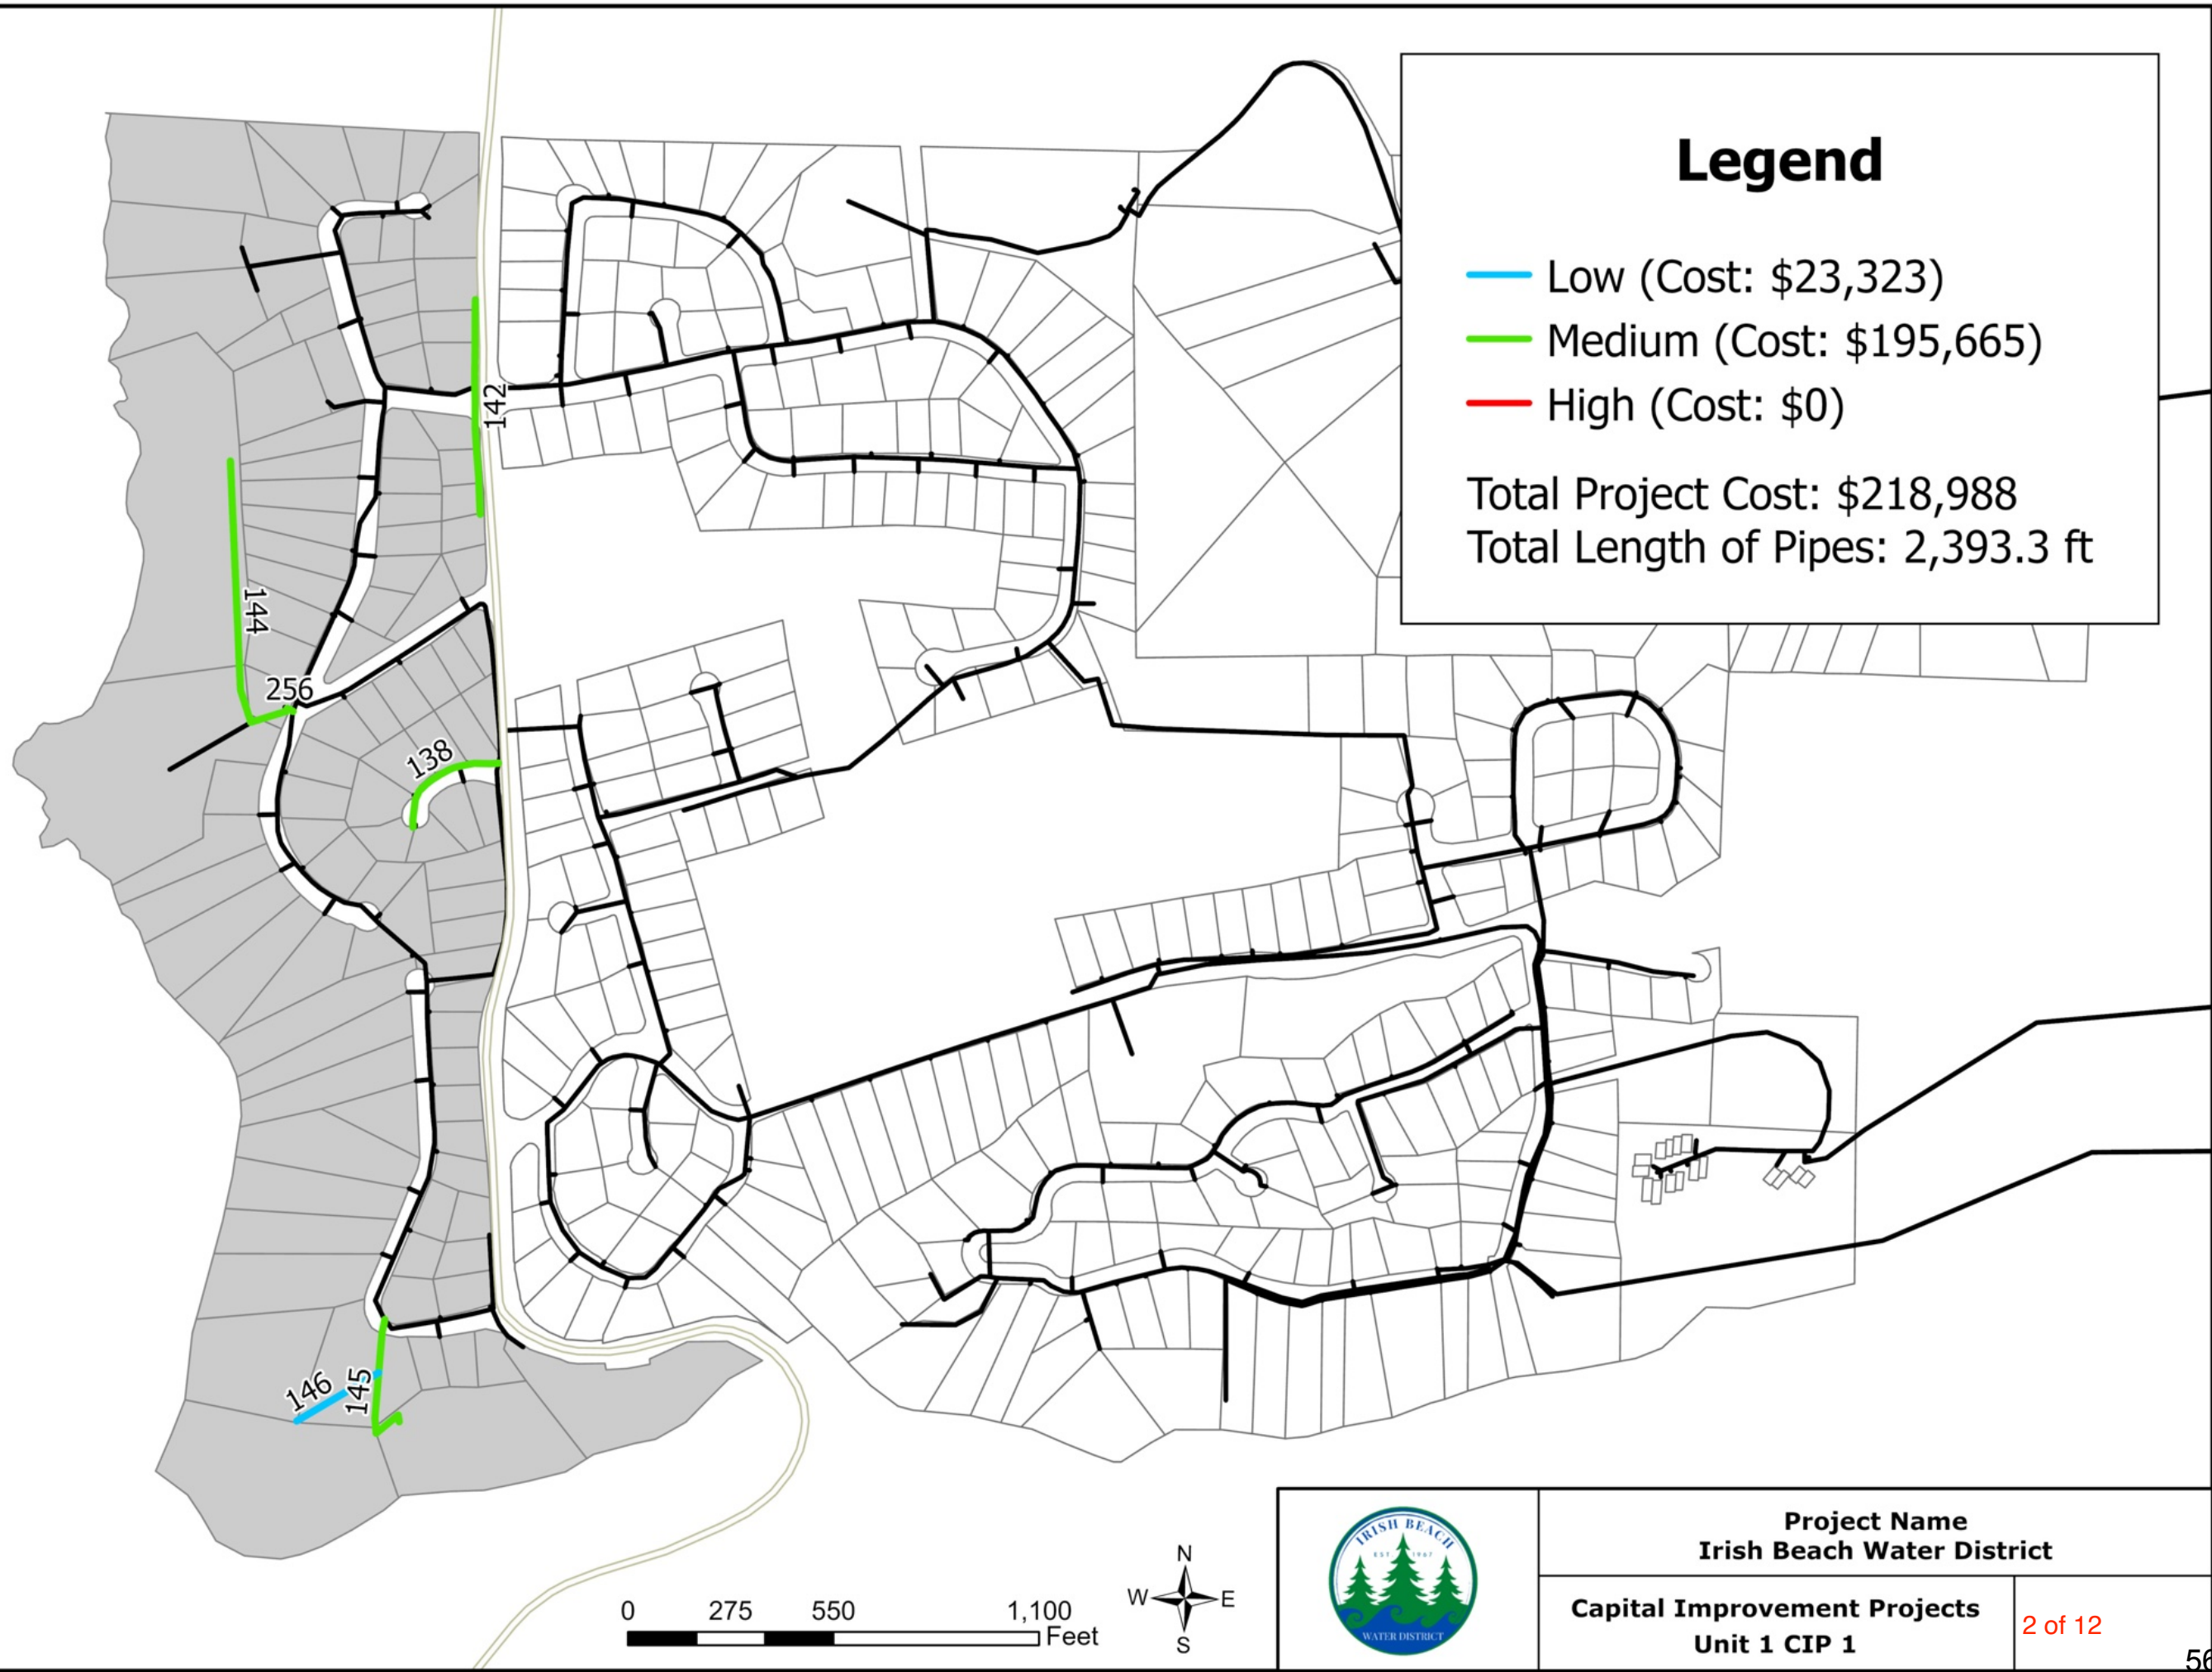 Legend
Low (Cost: $23,323)
Medium (Cost: $195,665)
High (Cost: $0)
Total Project Cost: $218,988
Total Length of Pipes: 2,393.3 ft
142
144
256
138
146
145
0 275 550 1,100
Feet
N
W E
S
IRISH BEACH
EST 1967
WATER DISTRICT
Project Name
Irish Beach Water District
Capital Improvement Projects
Unit 1 CIP 1
2 of 12